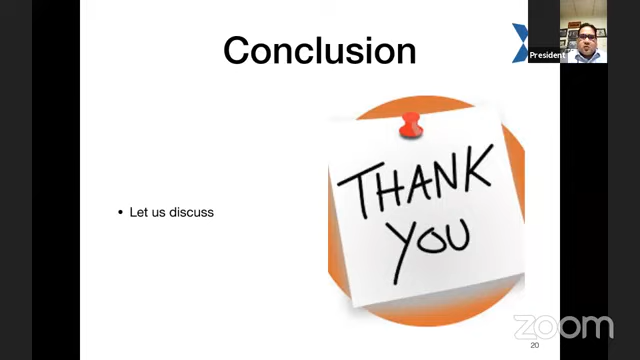 Conclusion
President
• Let us discuss
THANK
YOU
zoom
20